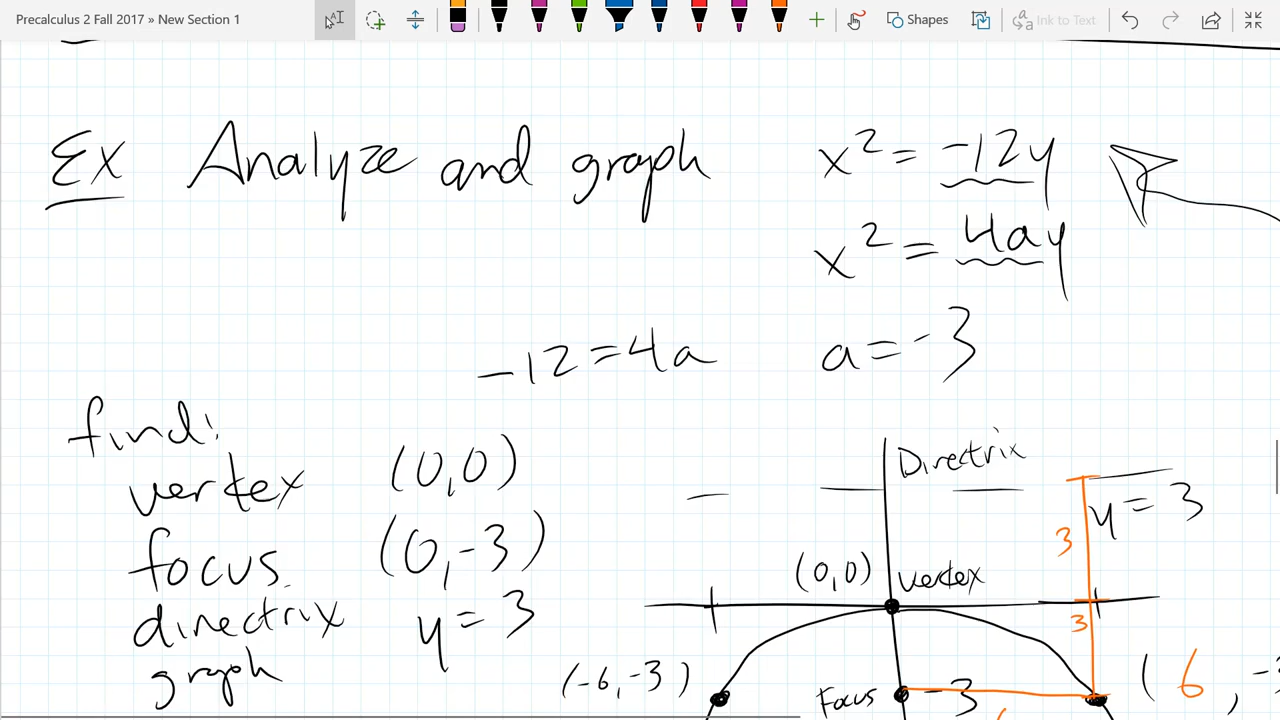 Precalculus 2 Fall 2017 » New Section 1
Shapes
Ink to Text
Ex Analyze and graph x² = -12y
x² = 4ay
-12 = 4a a = -3
find:
vertex (0,0)
focus (0,-3)
directrix y = 3
graph
Directrix
y = 3
3
(0,0) vertex
3
(-6,-3)
Focus -3
(6, -3